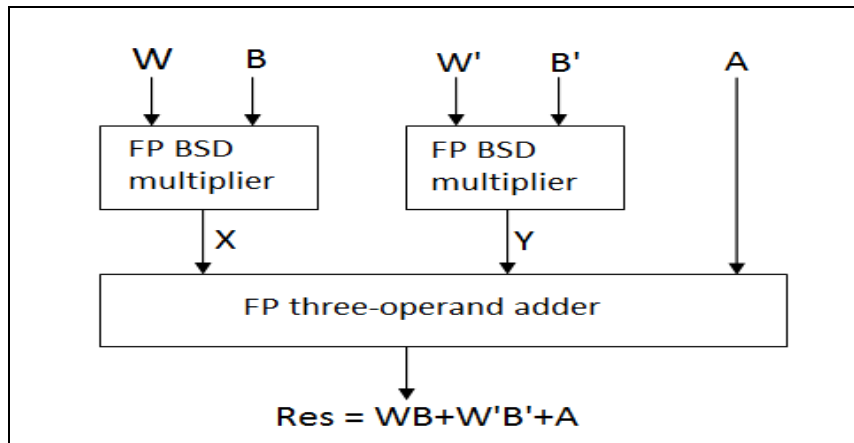 W B W' B' A
FP BSD multiplier
FP BSD multiplier
X Y
FP three-operand adder
Res = WB+W'B'+A